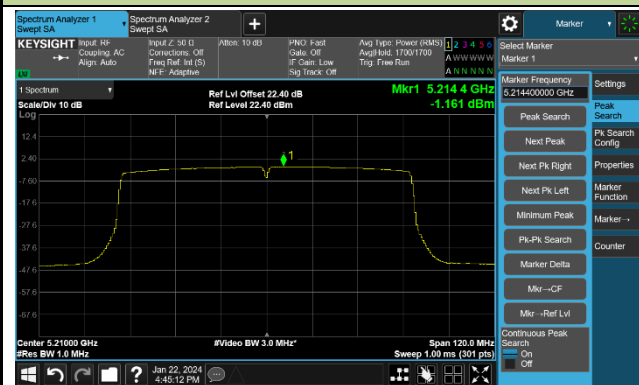 Spectrum Analyzer 1
Swept SA
Spectrum Analyzer 2
Swept SA
Marker
KEYSIGHT
Input: RF
Coupling: AC
Align: Auto
Input Z: 50 Ω
Corrections: Off
Freq Ref: Int (S)
NFE: Adaptive
Atten: 10 dB
PNO: Fast
Gate: Off
IF Gain: Low
Sig Track: Off
Avg Type: Power (RMS)
Avg|Hold: 1700/1700
Trig: Free Run
1 2 3 4 5 6
A W W W W W
A N N N N N
LXI
Select Marker
Marker 1
1 Spectrum
Scale/Div 10 dB
Log
Ref Lvl Offset 22.40 dB
Ref Level 22.40 dBm
Mkr1 5.214 4 GHz
-1.161 dBm
12.4
2.40
-7.60
-17.6
-27.6
-37.6
-47.6
-57.6
-67.6
1
Center 5.21000 GHz
#Res BW 1.0 MHz
#Video BW 3.0 MHz*
Span 120.0 MHz
Sweep 1.00 ms (301 pts)
Marker Frequency
5.214400000 GHz
Peak Search
Next Peak
Next Pk Right
Next Pk Left
Minimum Peak
Pk-Pk Search
Marker Delta
Mkr→CF
Mkr→Ref Lvl
Continuous Peak
Search
On
Off
Settings
Peak
Search
Pk Search
Config
Properties
Marker
Function
Marker→
Counter
?
Jan 22, 2024
4:45:12 PM